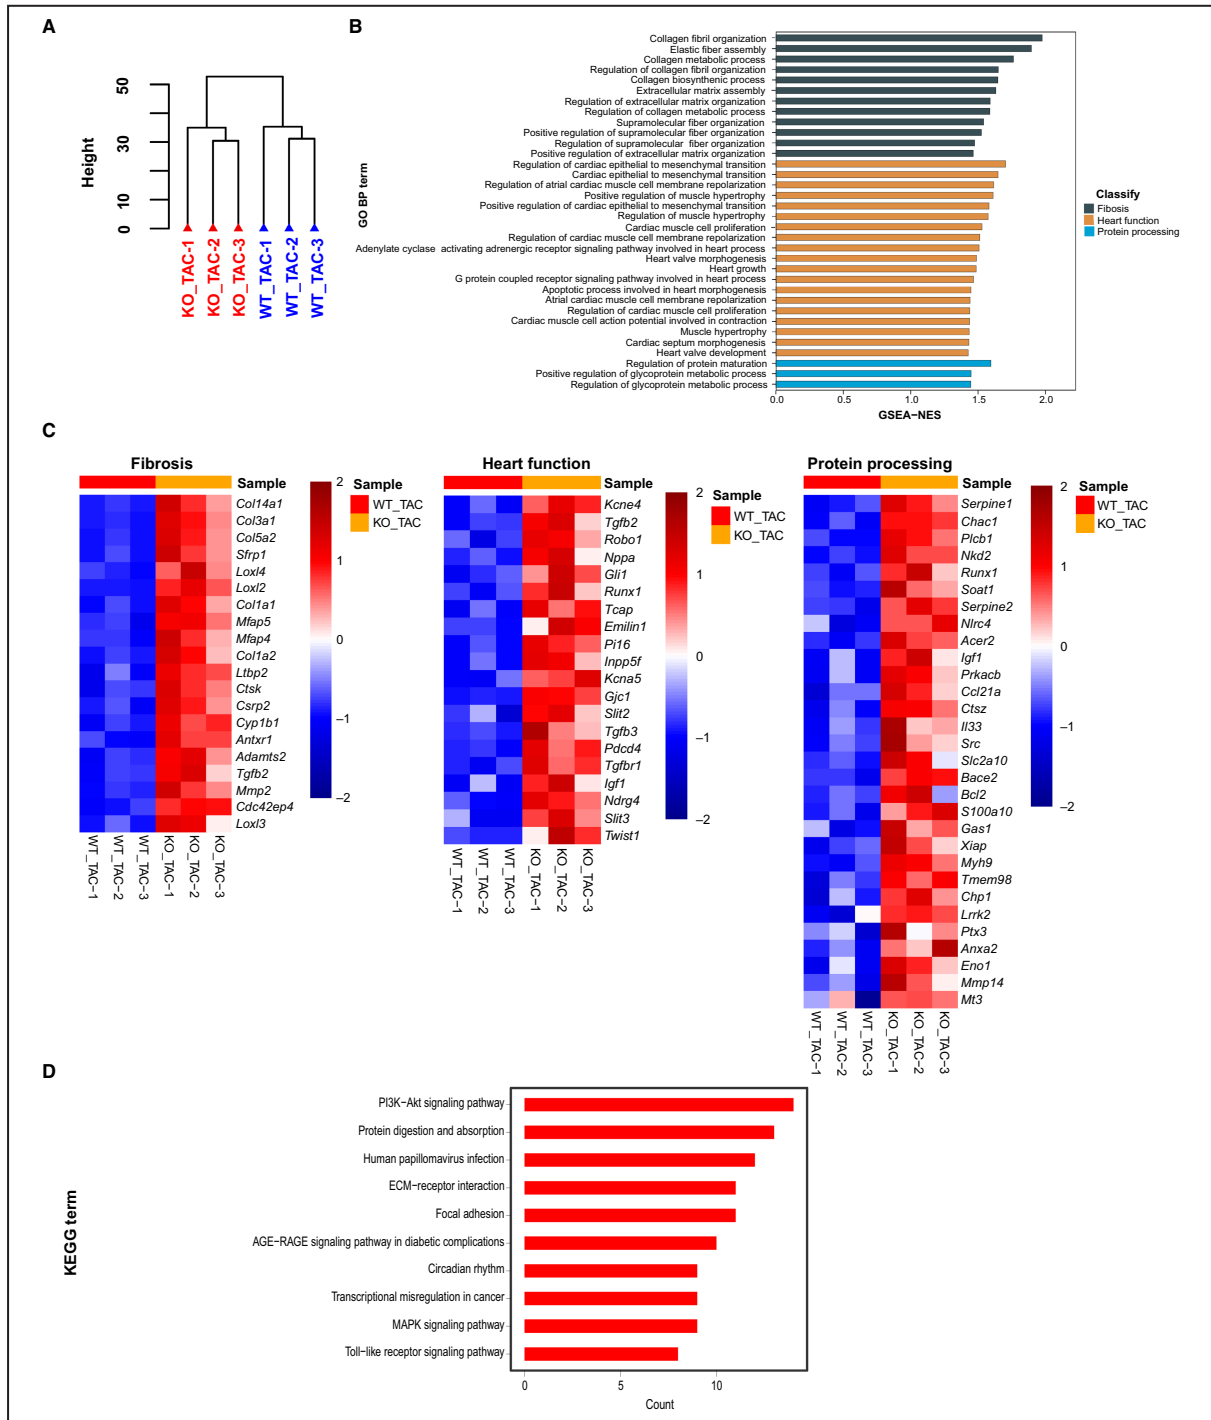 A
Height
0
10
30
50
KO_TAC-1
KO_TAC-2
KO_TAC-3
WT_TAC-1
WT_TAC-2
WT_TAC-3
B
GO BP term
Collagen fibril organization
Elastic fiber assembly
Collagen metabolic process
Regulation of collagen fibril organization
Collagen biosynthenic process
Extracellular matrix assembly
Regulation of extracellular matrix organization
Regulation of collagen metabolic process
Supramolecular fiber organization
Positive regulation of supramolecular fiber organization
Regulation of supramolecular fiber organization
Positive regulation of extracellular matrix organization
Regulation of cardiac epithelial to mesenchymal transition
Cardiac epithelial to mesenchymal transition
Regulation of atrial cardiac muscle cell membrane repolarization
Positive regulation of muscle hypertrophy
Positive regulation of cardiac epithelial to mesenchymal transition
Regulation of muscle hypertrophy
Cardiac muscle cell proliferation
Regulation of cardiac muscle cell membrane repolarization
Adenylate cyclase activating adrenergic receptor signaling pathway involved in heart process
Heart valve morphogenesis
Heart growth
G protein coupled receptor signaling pathway involved in heart process
Apoptotic process involved in heart morphogenesis
Atrial cardiac muscle cell membrane repolarization
Regulation of cardiac muscle cell proliferation
Cardiac muscle cell action potential involved in contraction
Muscle hypertrophy
Cardiac septum morphogenesis
Heart valve development
Regulation of protein maturation
Positive regulation of glycoprotein metabolic process
Regulation of glycoprotein metabolic process
0.0 0.5 1.0 1.5 2.0
GSEA−NES
Classify
Fibosis
Heart function
Protein processing
C
Fibrosis
Sample
Col14a1
Col3a1
Col5a2
Sfrp1
Loxl4
Loxl2
Col1a1
Mfap5
Mfap4
Col1a2
Ltbp2
Ctsk
Csrp2
Cyp1b1
Antxr1
Adamts2
Tgfb2
Mmp2
Cdc42ep4
Loxl3
WT_TAC−1
WT_TAC−2
WT_TAC−3
KO_TAC−1
KO_TAC−2
KO_TAC−3
2
1
0
−1
−2
Sample
WT_TAC
KO_TAC
Heart function
Sample
Kcne4
Tgfb2
Robo1
Nppa
Gli1
Runx1
Tcap
Emilin1
Pi16
Inpp5f
Kcna5
Gjc1
Slit2
Tgfb3
Pdcd4
Tgfbr1
Igf1
Ndrg4
Slit3
Twist1
WT_TAC−1
WT_TAC−2
WT_TAC−3
KO_TAC−1
KO_TAC−2
KO_TAC−3
2
1
0
−1
−2
Sample
WT_TAC
KO_TAC
Protein processing
Sample
Serpine1
Chac1
Plcb1
Nkd2
Runx1
Soat1
Serpine2
Nlrc4
Acer2
Igf1
Prkacb
Ccl21a
Ctsz
Il33
Src
Slc2a10
Bace2
Bcl2
S100a10
Gas1
Xiap
Myh9
Tmem98
Chp1
Lrrk2
Ptx3
Anxa2
Eno1
Mmp14
Mt3
WT_TAC−1
WT_TAC−2
WT_TAC−3
KO_TAC−1
KO_TAC−2
KO_TAC−3
2
1
0
−1
−2
Sample
WT_TAC
KO_TAC
D
KEGG term
PI3K−Akt signaling pathway
Protein digestion and absorption
Human papillomavirus infection
ECM−receptor interaction
Focal adhesion
AGE−RAGE signaling pathway in diabetic complications
Circadian rhythm
Transcriptional misregulation in cancer
MAPK signaling pathway
Toll−like receptor signaling pathway
0 5 10
Count